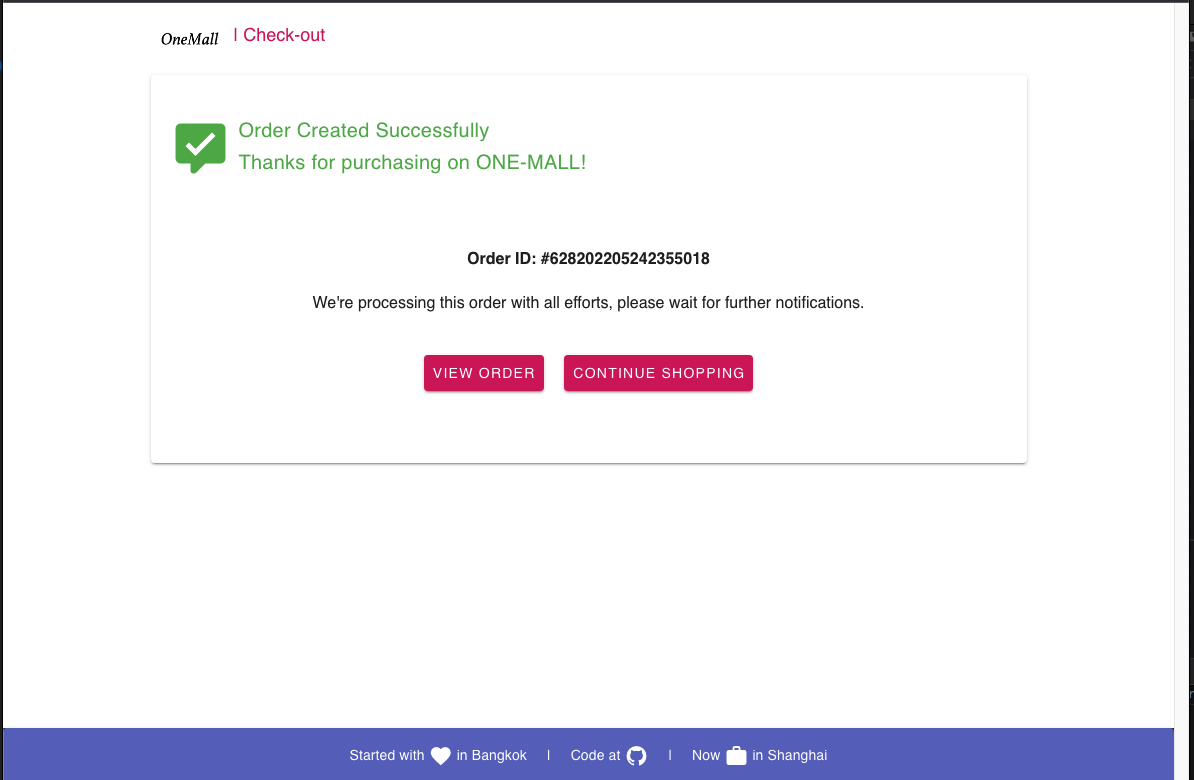 OneMall | Check-out
Order Created Successfully
Thanks for purchasing on ONE-MALL!
Order ID: #628202205242355018
We're processing this order with all efforts, please wait for further notifications.
VIEW ORDER CONTINUE SHOPPING
Started with in Bangkok | Code at | Now in Shanghai